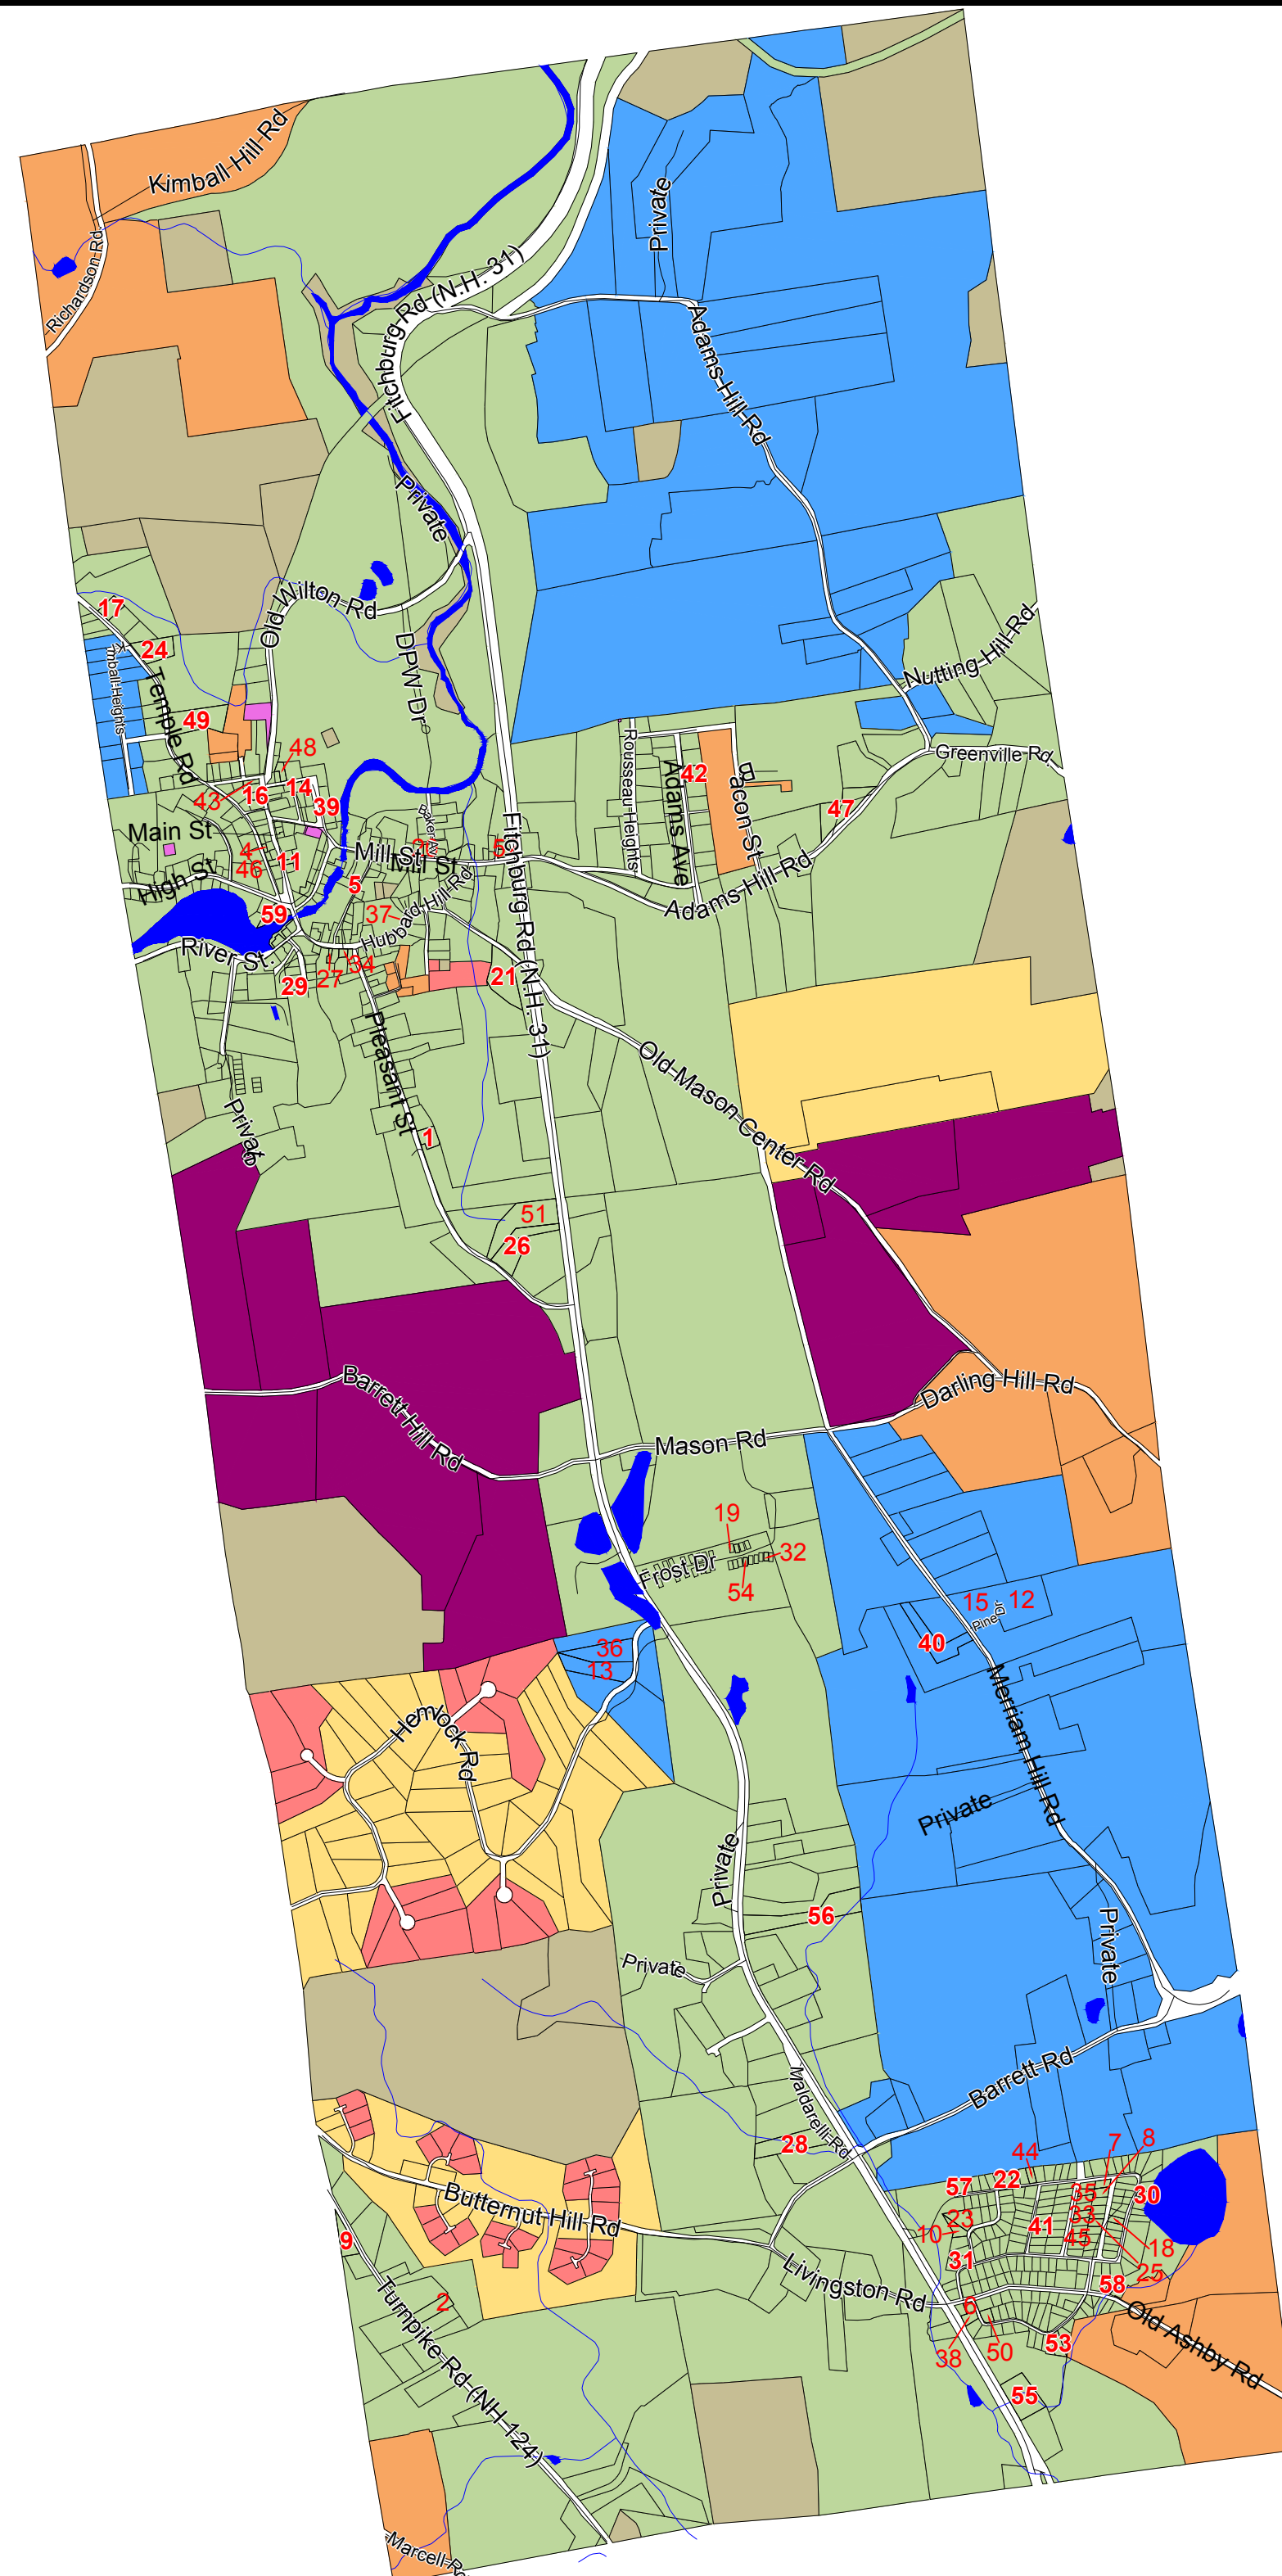 Kimball Hill Rd
Richardson Rd
Fitchburg Rd (N.H. 31)
Private
Adams Hill Rd
Private
Old Wilton Rd
DPW Dr
17
24
Temple Rd
49
Nutting Hill Rd
Greenville Rd.
Rousseau Heights
Adams Ave
42
Bacon St
47
48
43
16
14
39
Main St
4
46
11
High St
Mill St
Mill St
5
Fitchburg Rd (N.H. 31)
Adams Hill Rd
59
37
Hubbard Hill Rd
River St.
27
34
29
21
Pleasant St
Old Mason Center Rd
Private
1
51
26
Barrett Hill Rd
Darling Hill Rd
Mason Rd
19
32
Frost Dr
54
15
12
Pine Dr
40
36
13
Merriam Hill Rd
Hemlock Rd
Private
Private
56
Private
Private
Maldarelli Rd
Barrett Rd
28
44
7
8
57
22
35
30
33
23
10
41
45
18
31
25
58
Butternut Hill Rd
9
Livingston Rd
6
Old Ashby Rd
38
50
53
2
Turnpike Rd (NH 124)
55